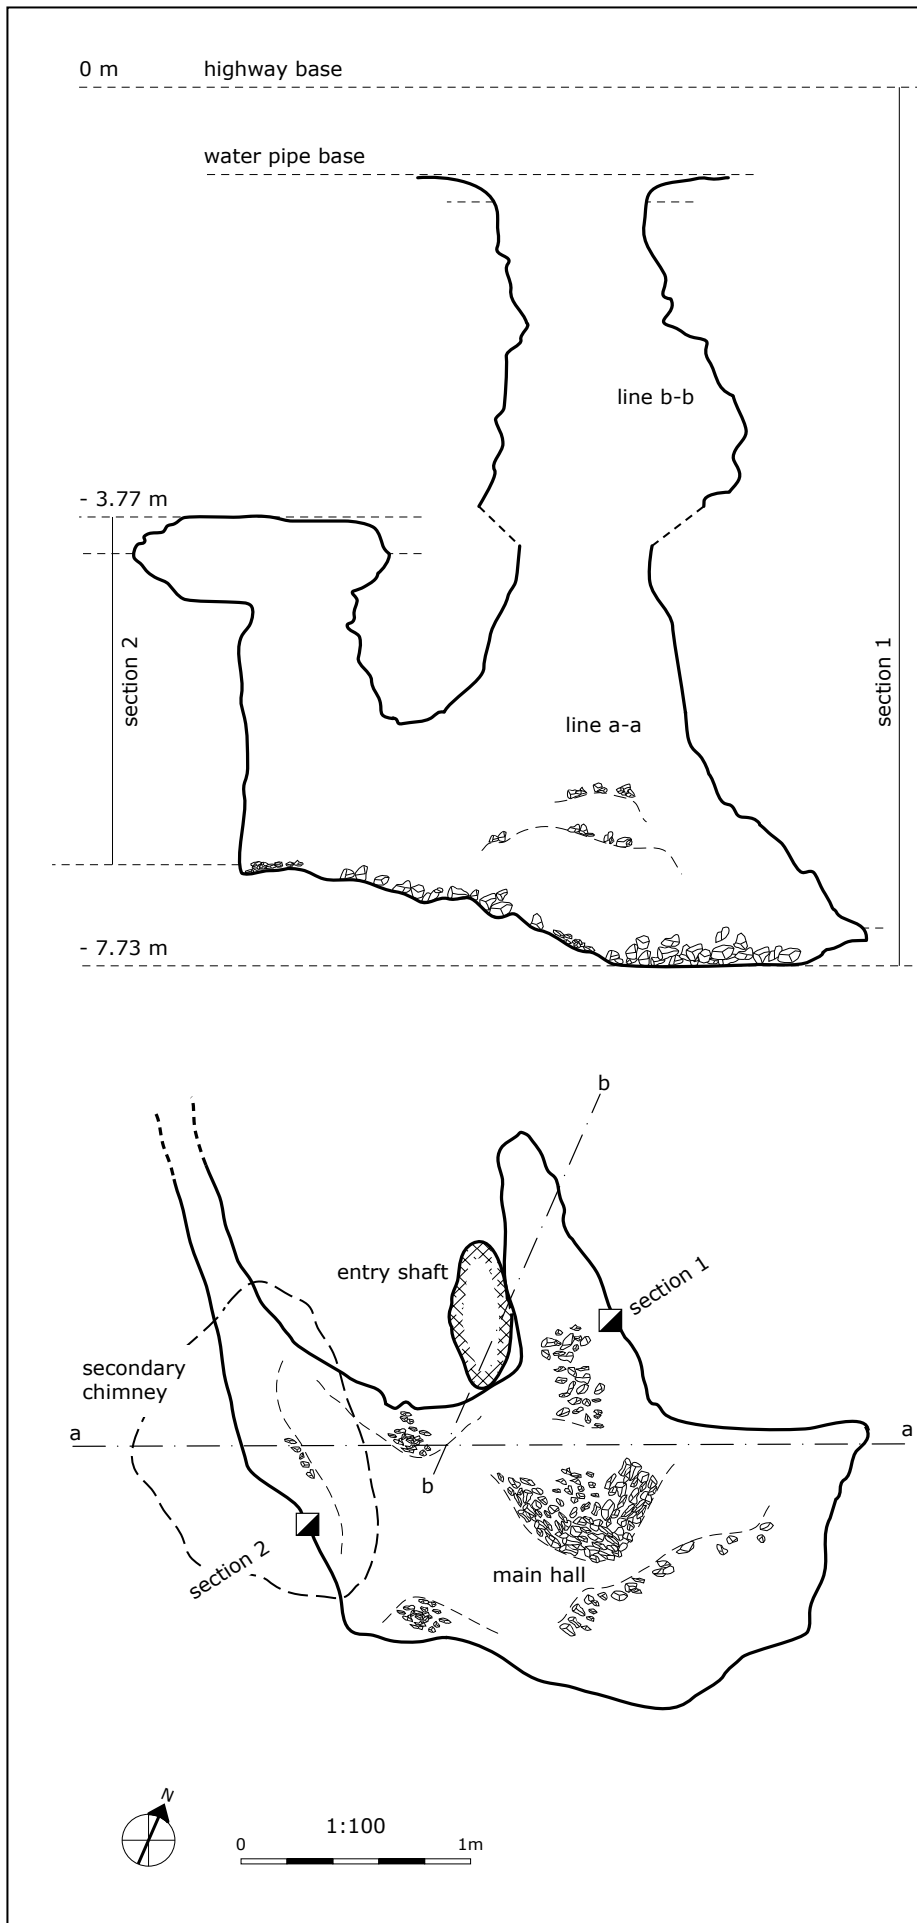 0 m highway base
water pipe base
line b-b
- 3.77 m
section 2
section 1
line a-a
- 7.73 m
b
entry shaft
section 1
secondary
chimney
a a
b
section 2
main hall
N
1:100
0 1m